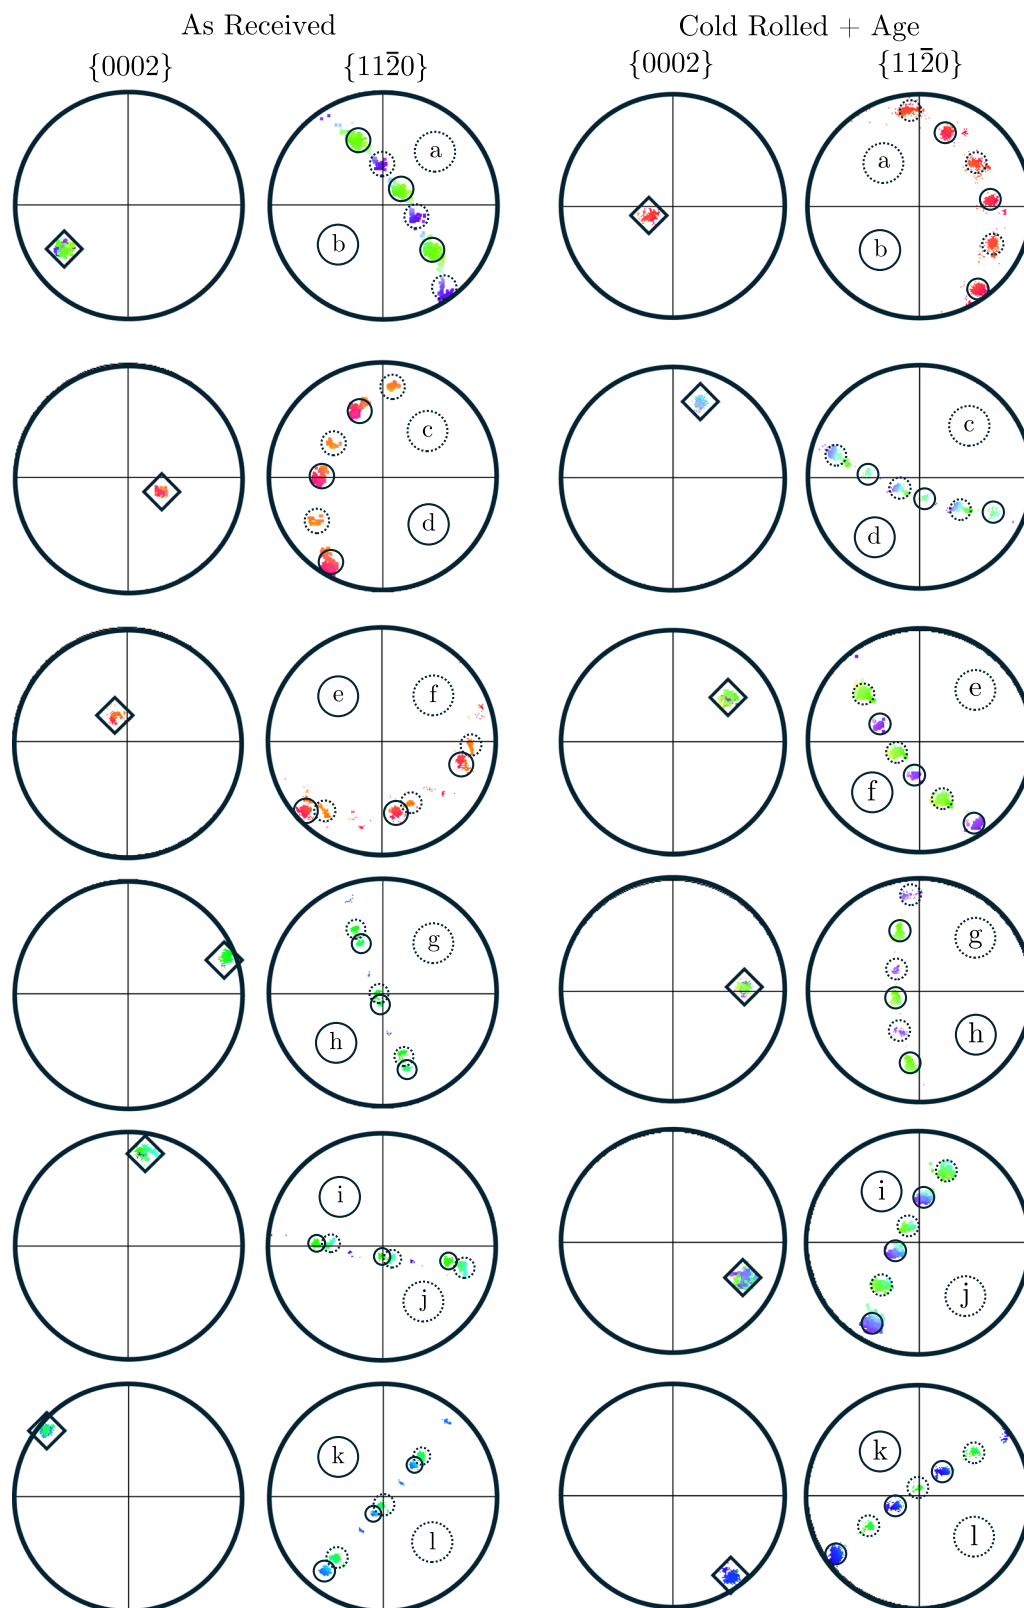 As Received Cold Rolled + Age
{0002} {112̅0} {0002} {112̅0}
a a
b b
c c
d d
e f e
f
g g
h h
i i
j j
k k
l l